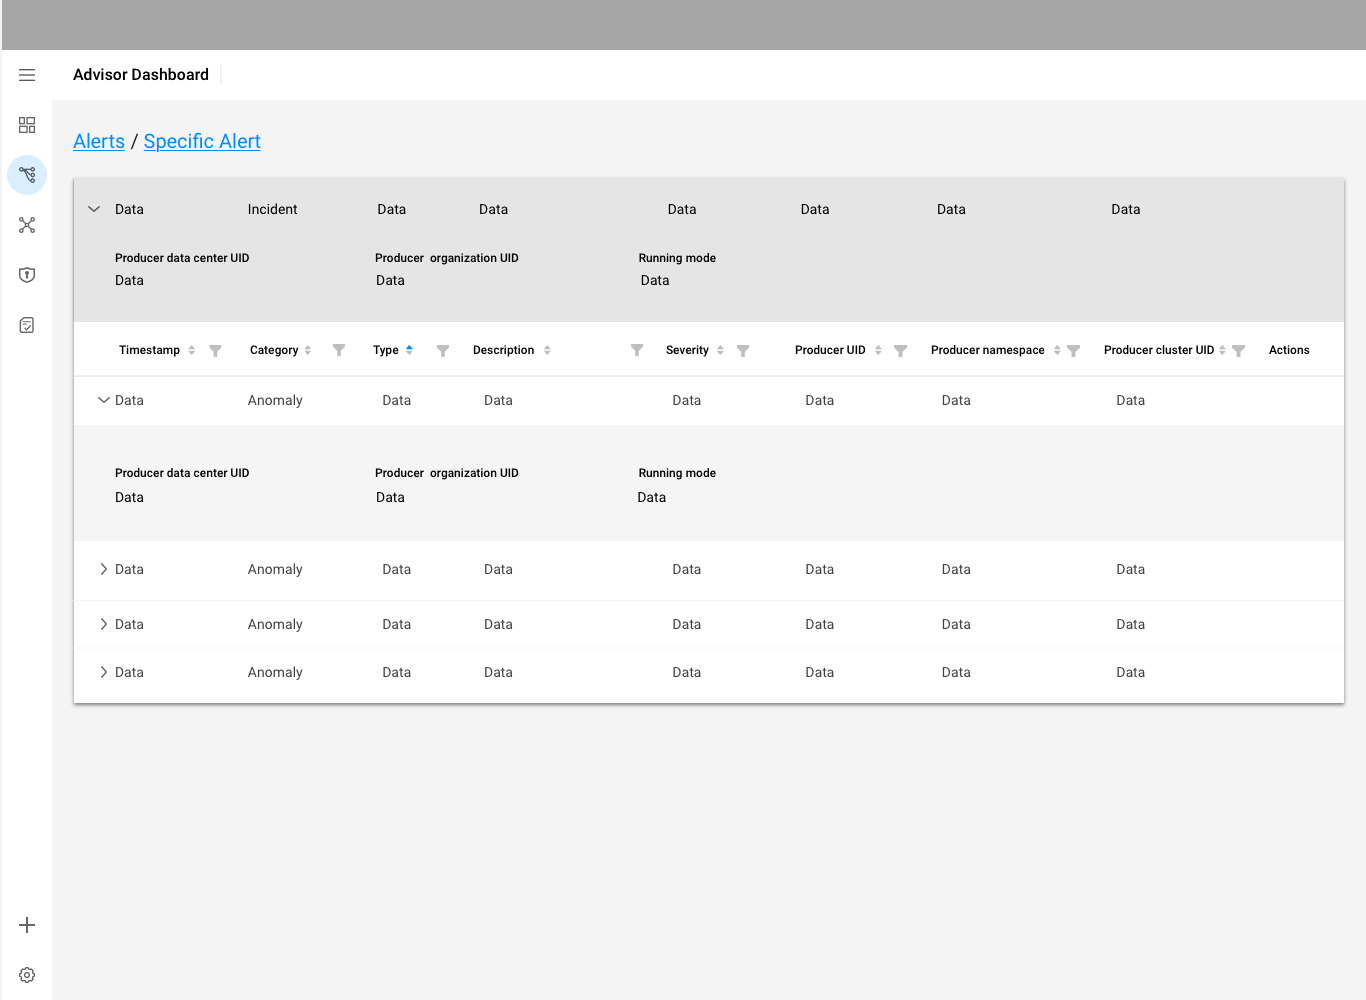 Advisor Dashboard
Alerts / Specific Alert
Data Incident Data Data Data Data Data Data
Producer data center UID Producer organization UID Running mode
Data Data Data
Timestamp Category Type Description Severity Producer UID Producer namespace Producer cluster UID Actions
Data Anomaly Data Data Data Data Data Data
Producer data center UID Producer organization UID Running mode
Data Data Data
Data Anomaly Data Data Data Data Data Data
Data Anomaly Data Data Data Data Data Data
Data Anomaly Data Data Data Data Data Data